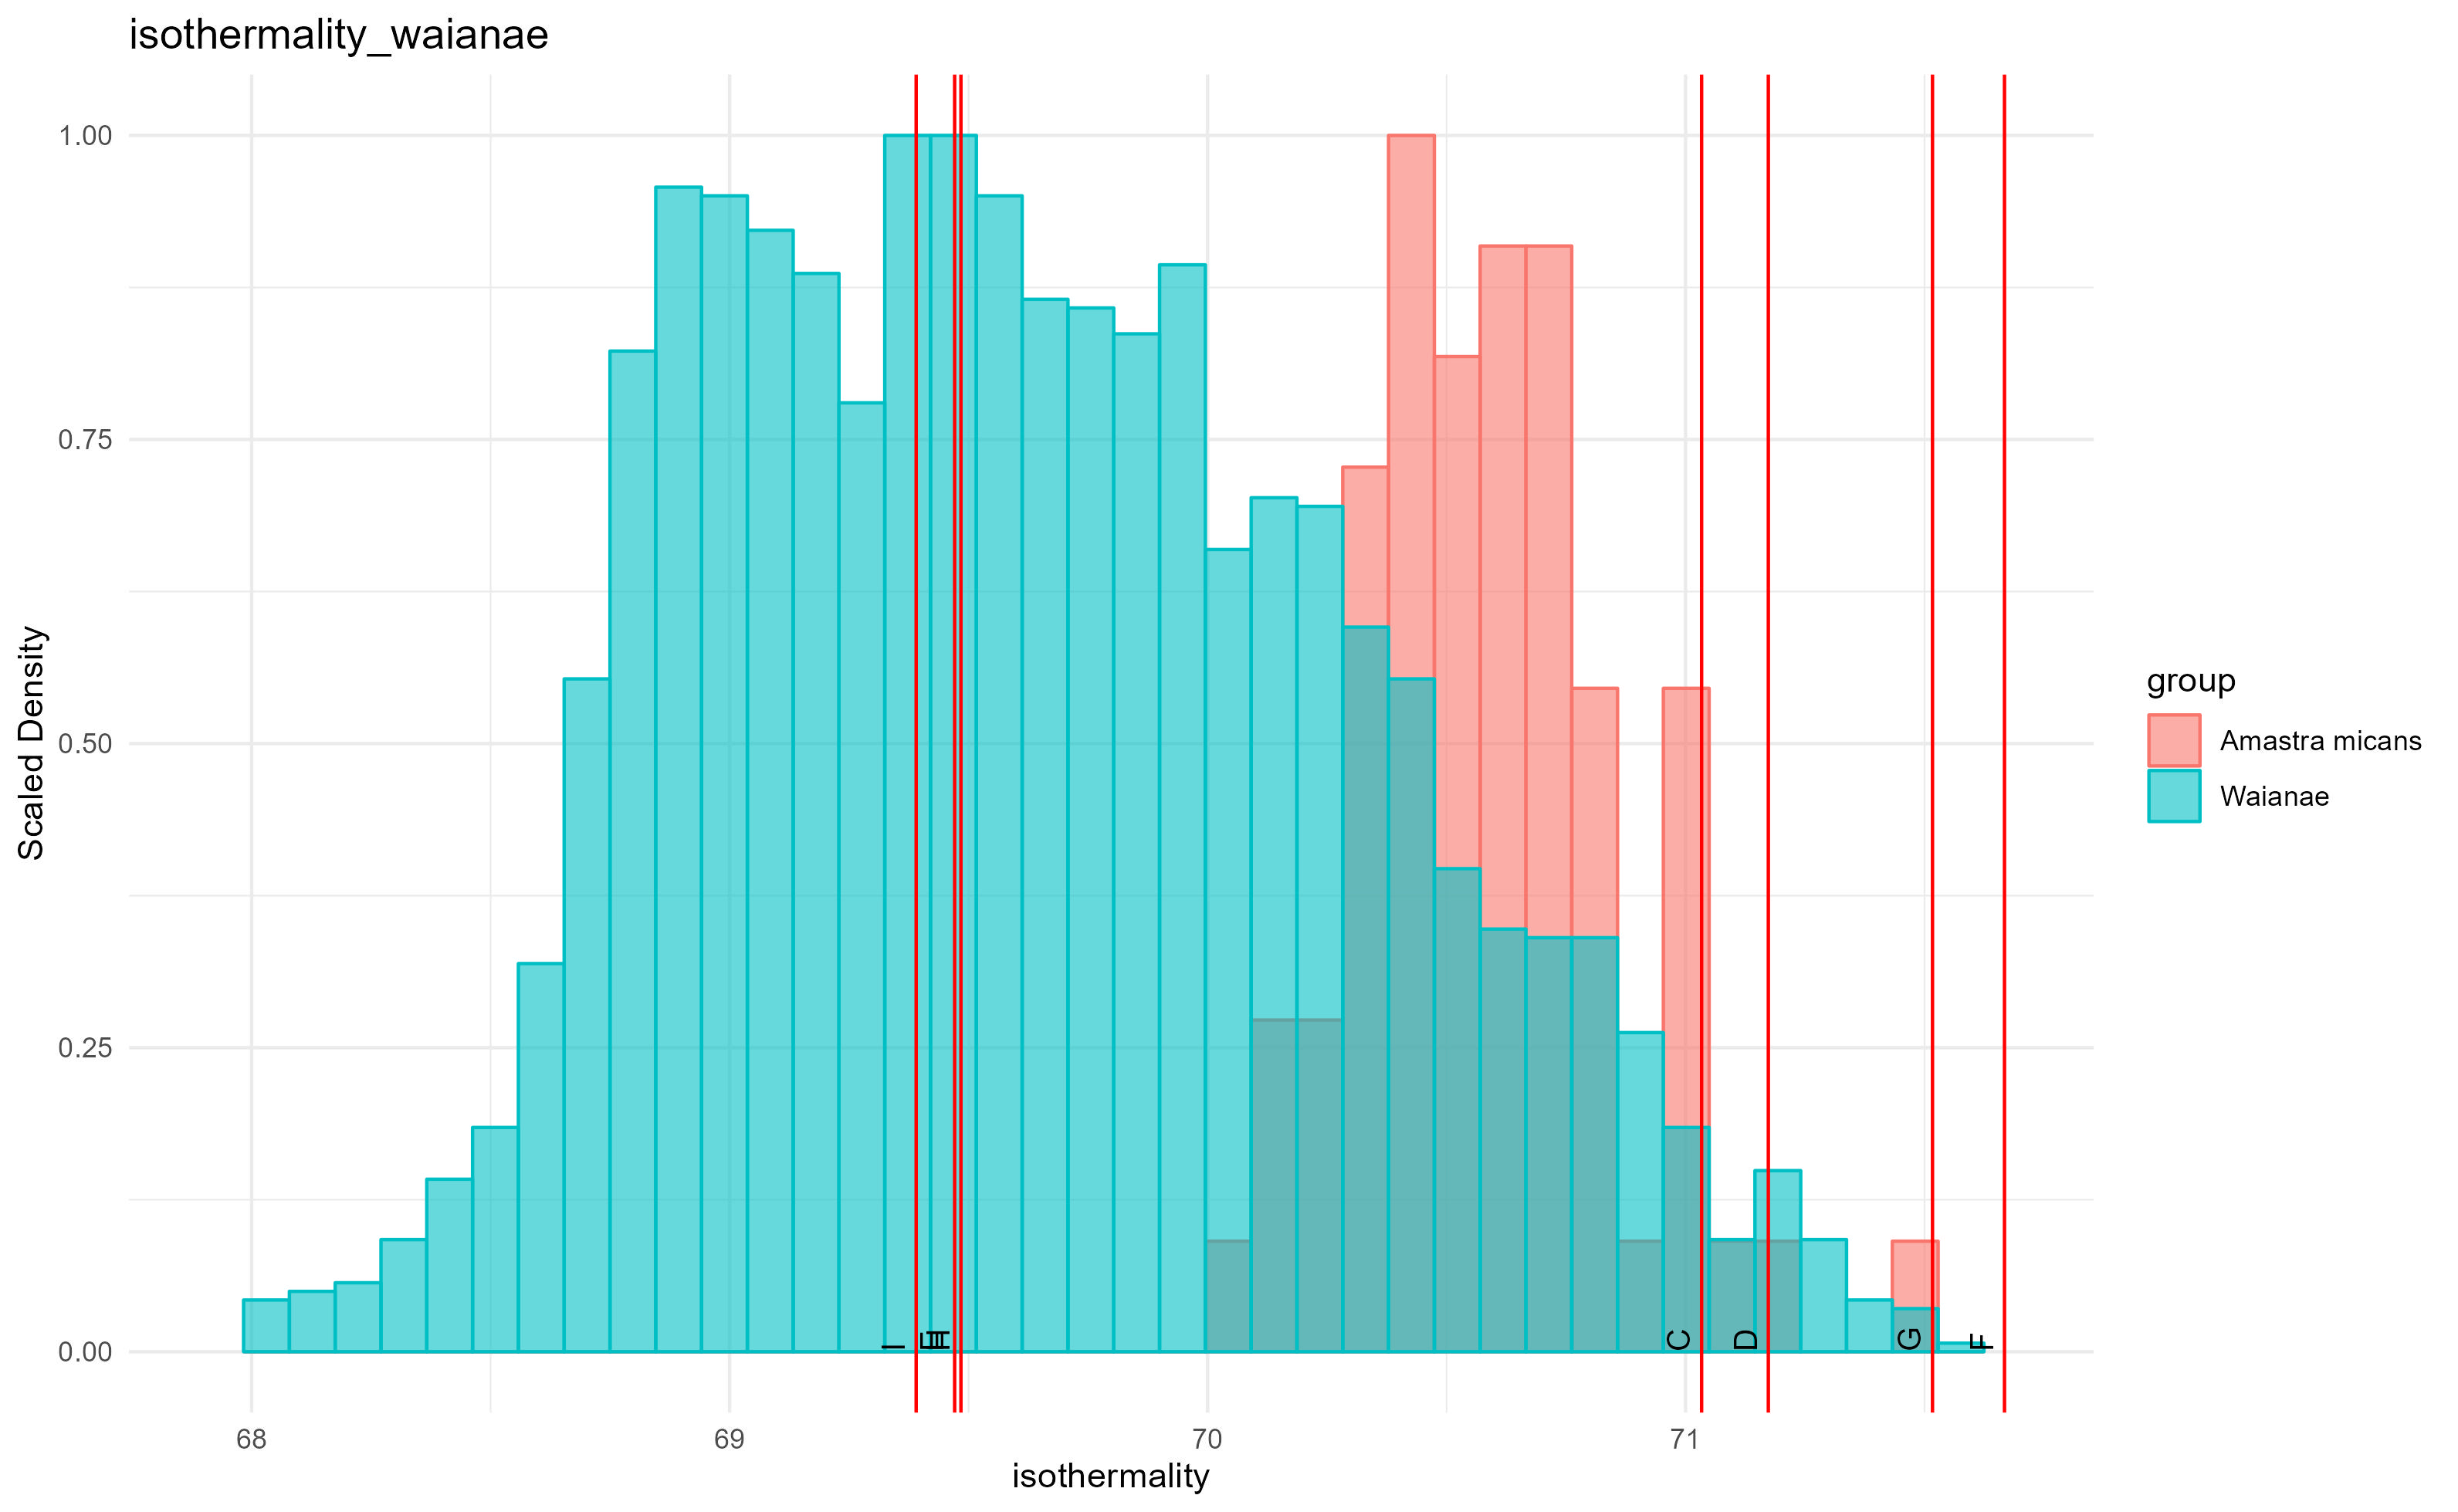 isothermality_waianae
1.00
0.75
0.50
0.25
0.00
Scaled Density
I
E
H
C
D
G
F
68
69
70
71
isothermality
group
Amastra micans
Waianae